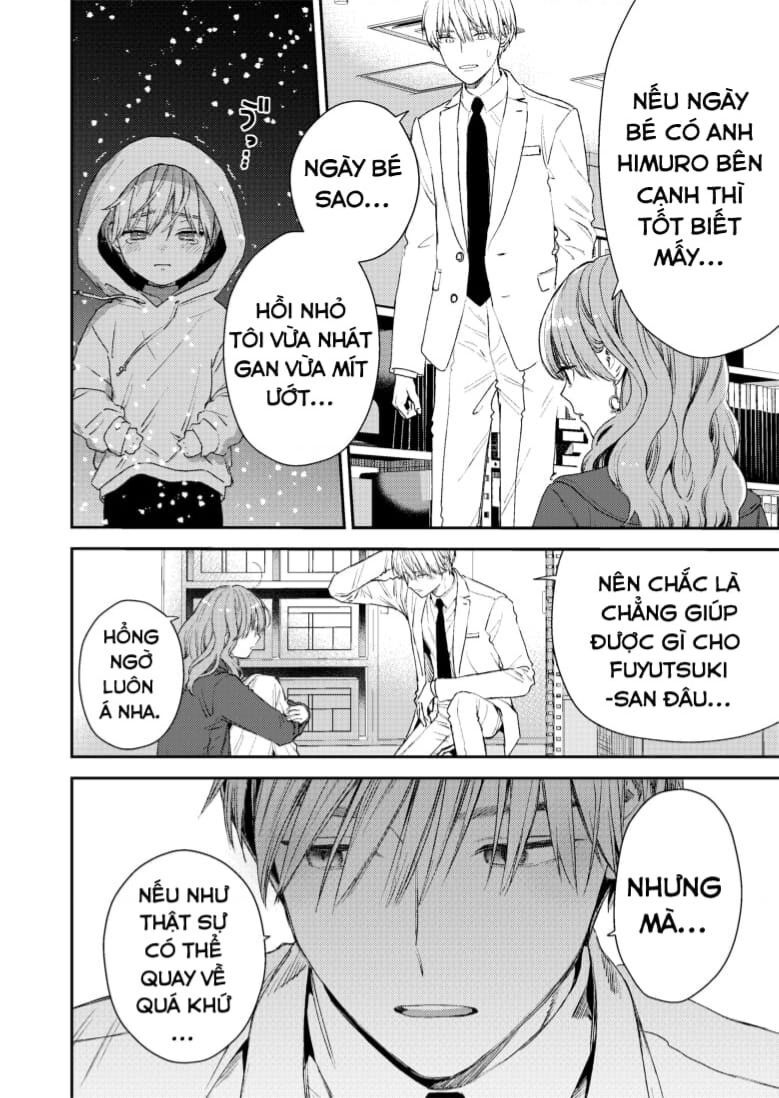 NẾU NGÀY
BÉ CÓ ANH
HIMURO BÊN
CẠNH THÌ
TỐT BIẾT
MẤY...
NGÀY BÉ
SAO...
HỒI NHỎ
TÔI VỪA NHÁT
GAN VỪA MÍT
ƯỚT...
ブッ…
NÊN CHẮC LÀ
CHẲNG GIÚP
ĐƯỢC GÌ CHO
FUYUTSUKI
-SAN ĐÂU...
HỔNG
NGỜ
LUÔN
Á NHA.
NHƯNG
MÀ...
NẾU NHƯ
THẬT SỰ
CÓ THỂ
QUAY VỀ
QUÁ KHỨ
...